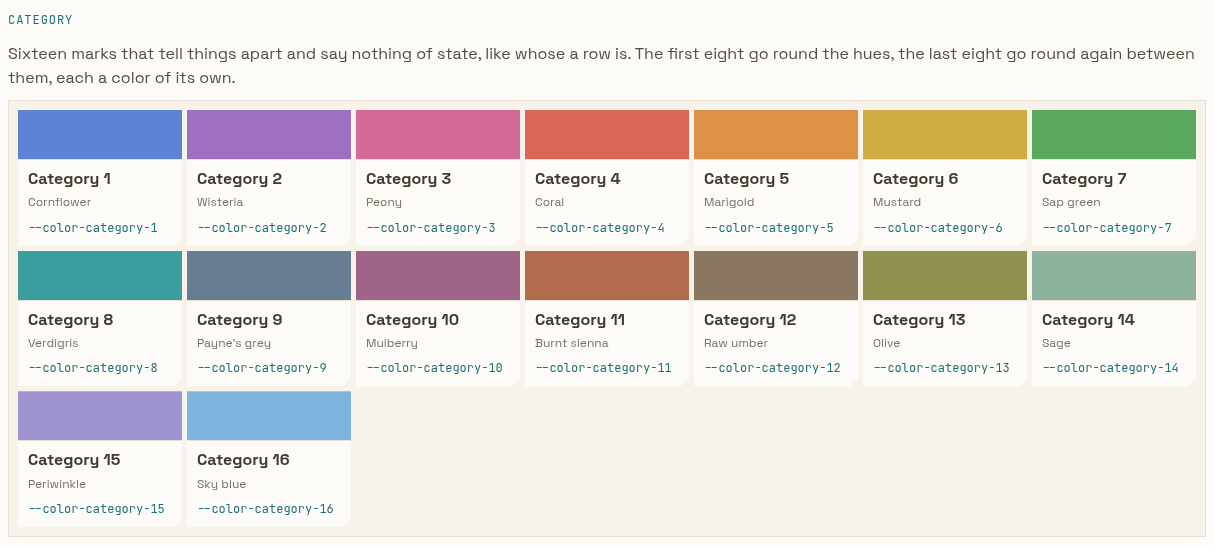 CATEGORY
Sixteen marks that tell things apart and say nothing of state, like whose a row is. The first eight go round the hues, the last eight go round again between
them, each a color of its own.
Category 1
Cornflower
--color-category-1
Category 2
Wisteria
--color-category-2
Category 3
Peony
--color-category-3
Category 4
Coral
--color-category-4
Category 5
Marigold
--color-category-5
Category 6
Mustard
--color-category-6
Category 7
Sap green
--color-category-7
Category 8
Verdigris
--color-category-8
Category 9
Payne's grey
--color-category-9
Category 10
Mulberry
--color-category-10
Category 11
Burnt sienna
--color-category-11
Category 12
Raw umber
--color-category-12
Category 13
Olive
--color-category-13
Category 14
Sage
--color-category-14
Category 15
Periwinkle
--color-category-15
Category 16
Sky blue
--color-category-16